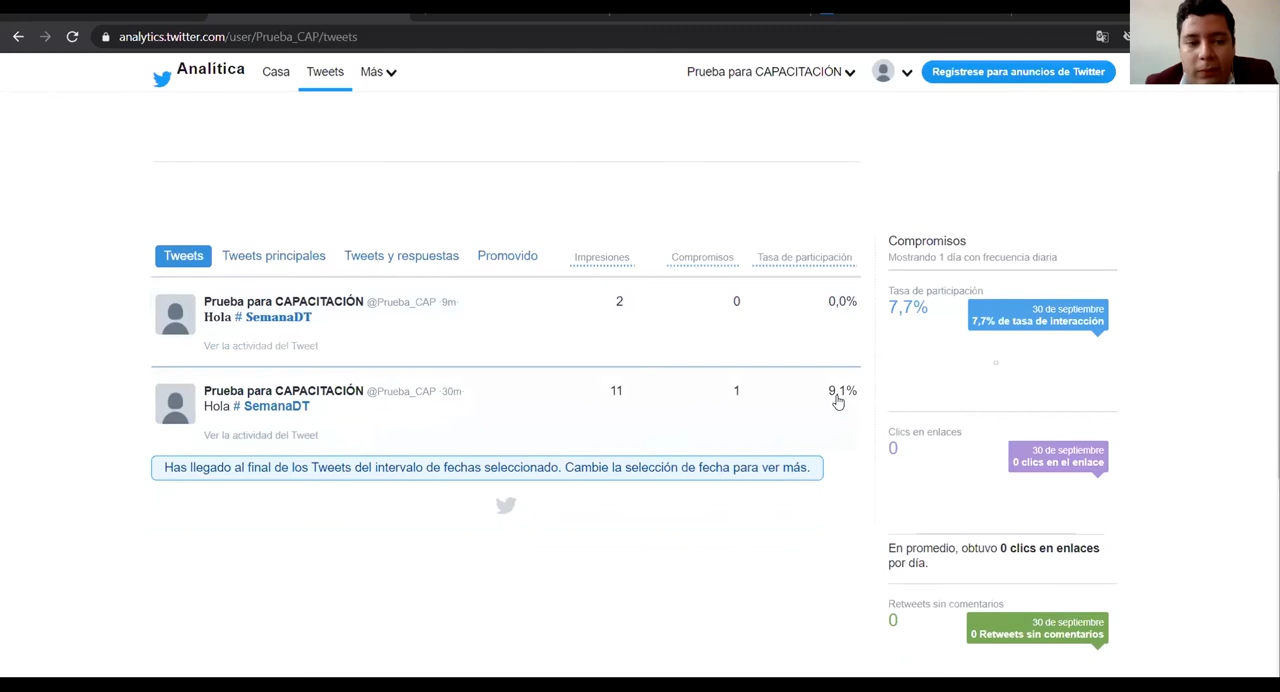 analytics.twitter.com/user/Prueba_CAP/tweets
Analítica Casa Tweets Más Prueba para CAPACITACIÓN Regístrese para anuncios de Twitter
Tweets Tweets principales Tweets y respuestas Promovido Impresiones Compromisos Tasa de participación
Prueba para CAPACITACIÓN @Prueba_CAP ·9m· 2 0 0,0%
Hola # SemanaDT
Ver la actividad del Tweet
Prueba para CAPACITACIÓN @Prueba_CAP ·30m· 11 1 9,1%
Hola # SemanaDT
Ver la actividad del Tweet
Has llegado al final de los Tweets del intervalo de fechas seleccionado. Cambie la selección de fecha para ver más.
Compromisos
Mostrando 1 día con frecuencia diaria
Tasa de participación
7,7%
30 de septiembre
7,7% de tasa de interacción
Clics en enlaces
0
30 de septiembre
0 clics en el enlace
En promedio, obtuvo 0 clics en enlaces
por día.
Retweets sin comentarios
0
30 de septiembre
0 Retweets sin comentarios